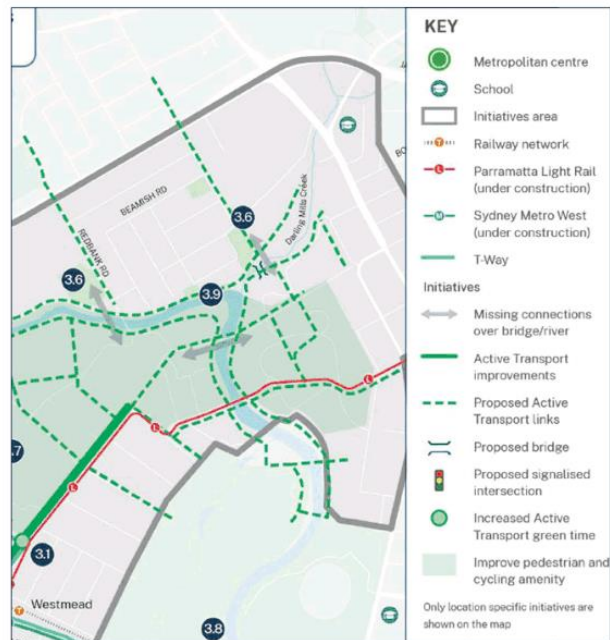 BEAMISH RD
REDBANK RD
Darling Mills Creek
3.6
3.6
3.9
L
L
L
3.1
T
Westmead
3.8
KEY
Metropolitan centre
School
Initiatives area
T
Railway network
L
Parramatta Light Rail
(under construction)
M
Sydney Metro West
(under construction)
T-Way
Initiatives
Missing connections
over bridge/river
Active Transport
improvements
Proposed Active
Transport links
Proposed bridge
Proposed signalised
intersection
Increased Active
Transport green time
Improve pedestrian and
cycling amenity
Only location specific initiatives are
shown on the map